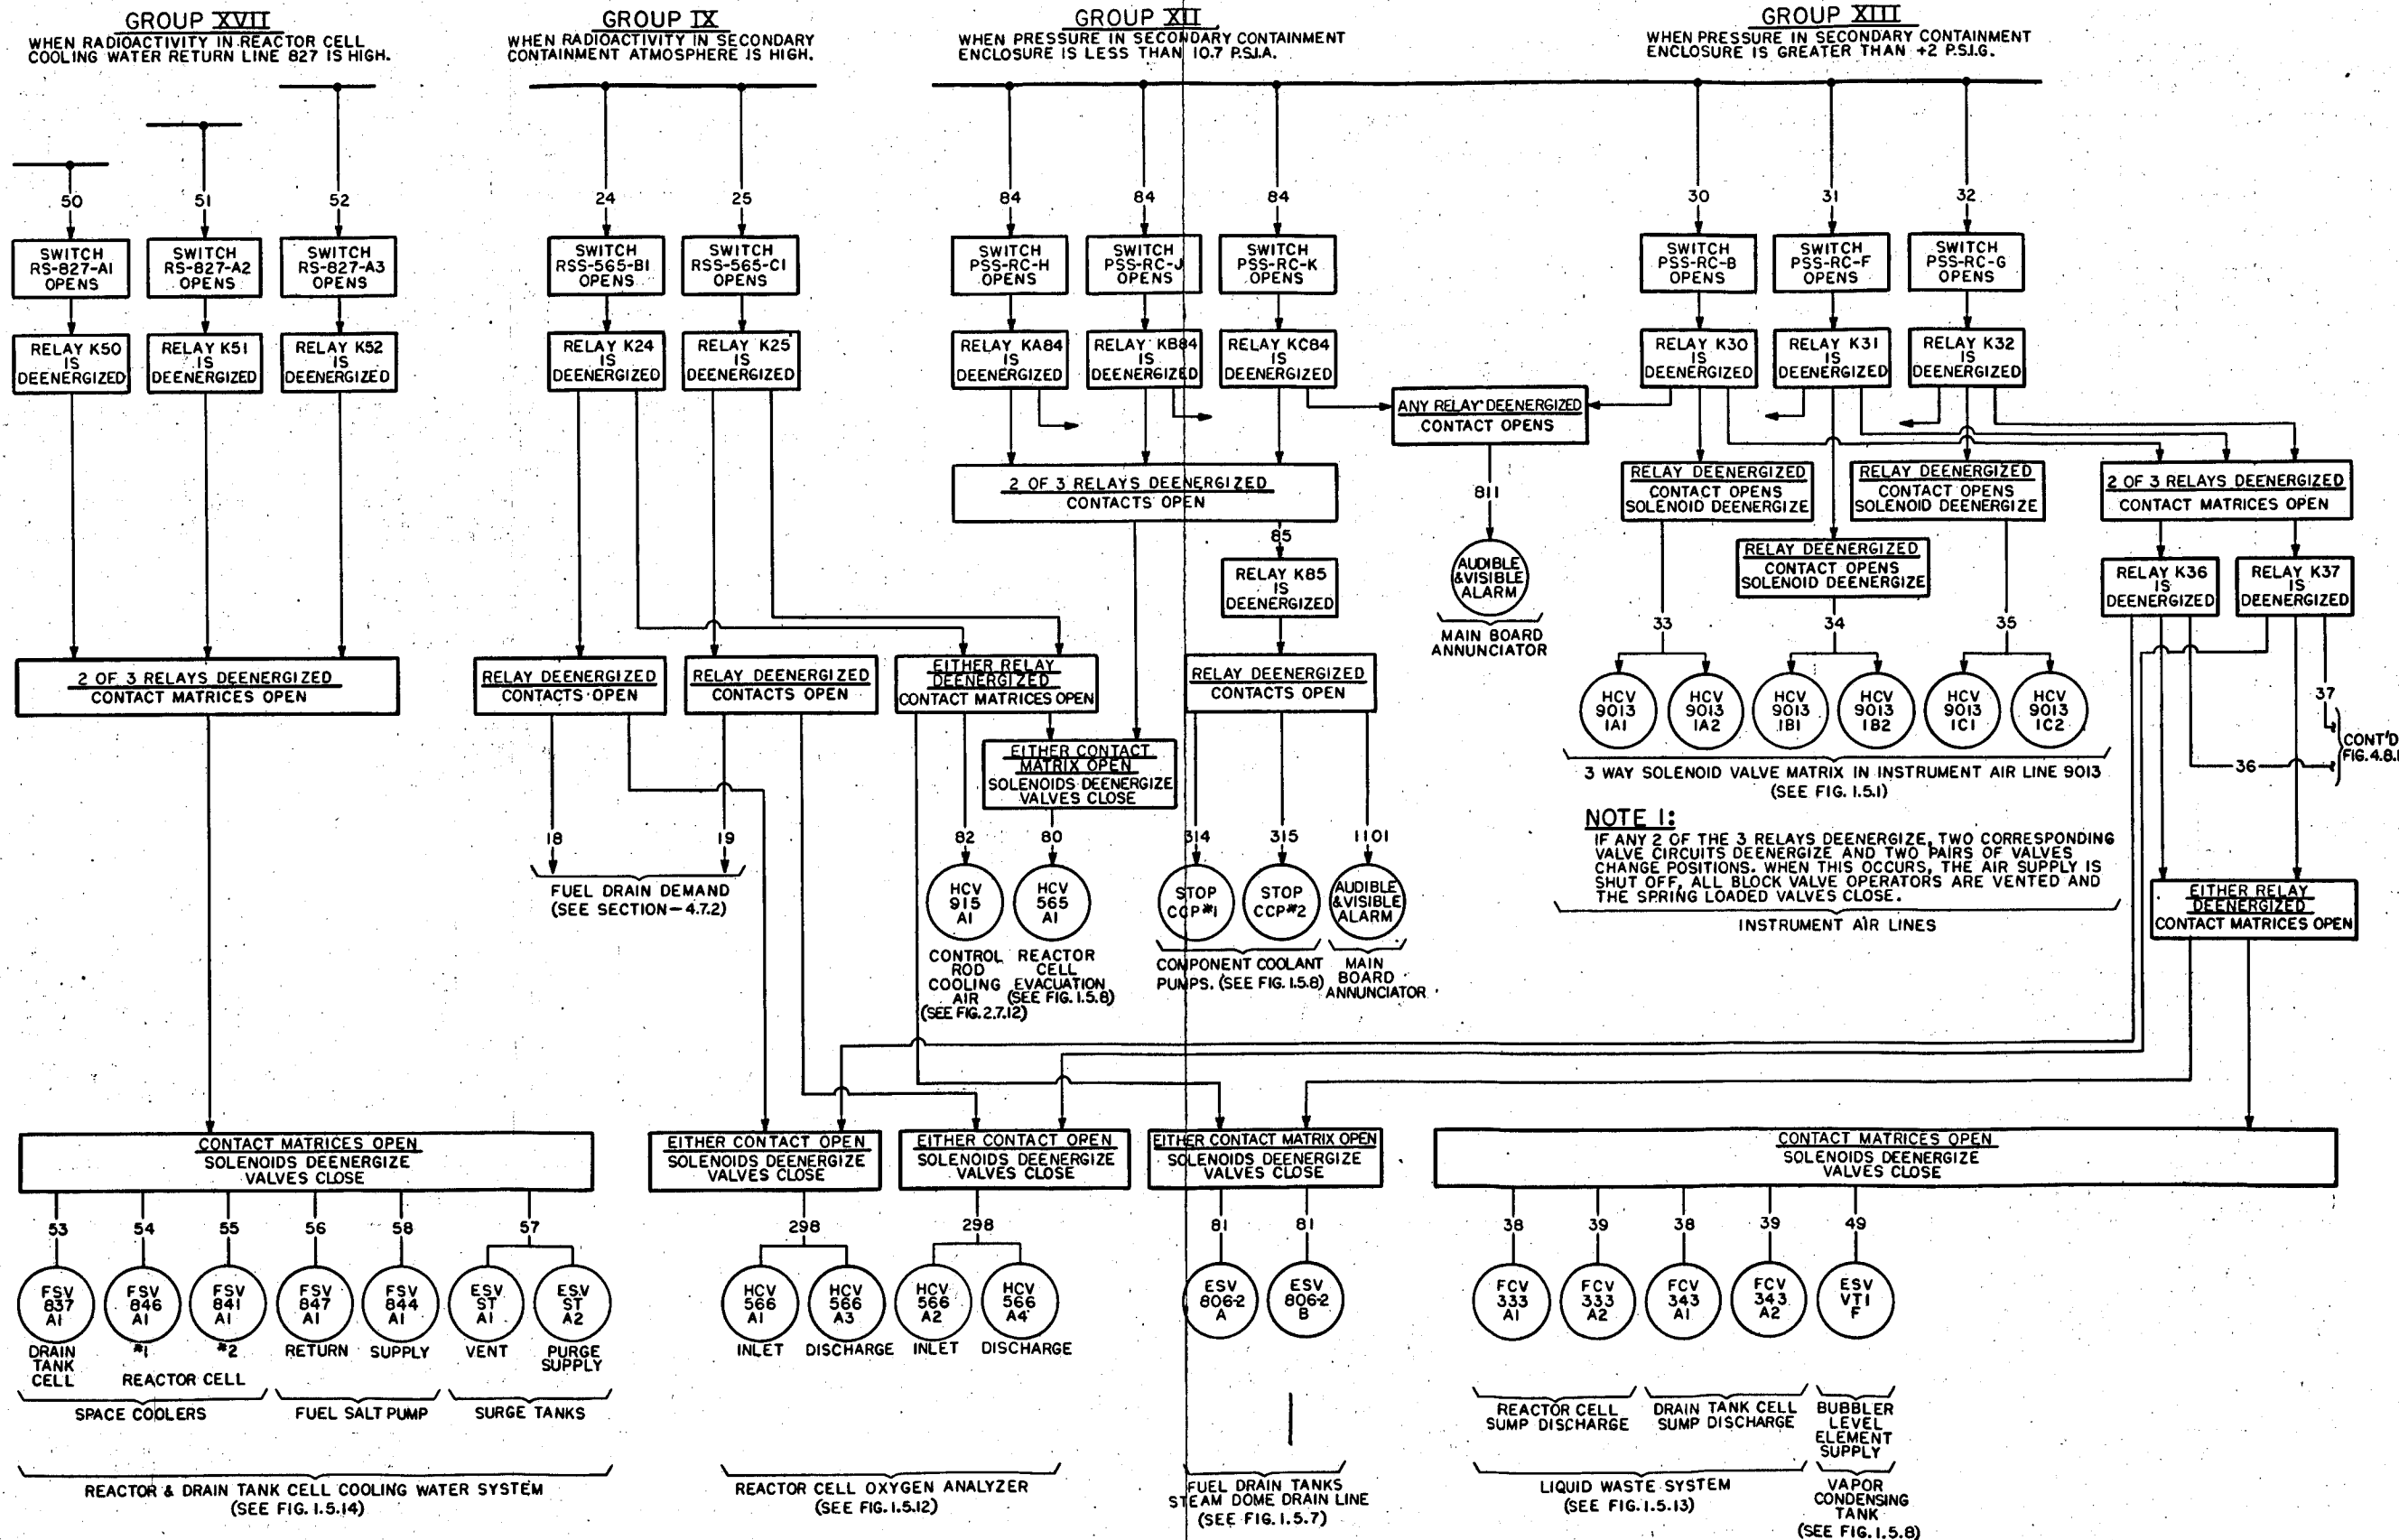 GROUP XVII
WHEN RADIOACTIVITY IN REACTOR CELL
COOLING WATER RETURN LINE 827 IS HIGH.
GROUP IX
WHEN RADIOACTIVITY IN SECONDARY
CONTAINMENT ATMOSPHERE IS HIGH.
GROUP XII
WHEN PRESSURE IN SECONDARY CONTAINMENT
ENCLOSURE IS LESS THAN 10.7 P.S.I.A.
GROUP XIII
WHEN PRESSURE IN SECONDARY CONTAINMENT
ENCLOSURE IS GREATER THAN +2 P.S.I.G.
50
51
52
24
25
84
84
84
30
31
32
SWITCH
RS-827-A1
OPENS
SWITCH
RS-827-A2
OPENS
SWITCH
RS-827-A3
OPENS
SWITCH
RSS-565-B1
OPENS
SWITCH
RSS-565-C1
OPENS
SWITCH
PSS-RC-H
OPENS
SWITCH
PSS-RC-J
OPENS
SWITCH
PSS-RC-K
OPENS
SWITCH
PSS-RC-B
OPENS
SWITCH
PSS-RC-F
OPENS
SWITCH
PSS-RC-G
OPENS
RELAY K50
IS
DEENERGIZED
RELAY K51
IS
DEENERGIZED
RELAY K52
IS
DEENERGIZED
RELAY K24
IS
DEENERGIZED
RELAY K25
IS
DEENERGIZED
RELAY KA84
IS
DEENERGIZED
RELAY KB84
IS
DEENERGIZED
RELAY KC84
IS
DEENERGIZED
RELAY K30
IS
DEENERGIZED
RELAY K31
IS
DEENERGIZED
RELAY K32
IS
DEENERGIZED
ANY RELAY DEENERGIZED
CONTACT OPENS
2 OF 3 RELAYS DEENERGIZED
CONTACTS OPEN
811
RELAY DEENERGIZED
CONTACT OPENS
SOLENOID DEENERGIZE
RELAY DEENERGIZED
CONTACT OPENS
SOLENOID DEENERGIZE
2 OF 3 RELAYS DEENERGIZED
CONTACT MATRICES OPEN
85
RELAY K85
IS
DEENERGIZED
AUDIBLE
&VISIBLE
ALARM
MAIN BOARD
ANNUNCIATOR
RELAY DEENERGIZED
CONTACT OPENS
SOLENOID DEENERGIZE
RELAY K36
IS
DEENERGIZED
RELAY K37
IS
DEENERGIZED
33
34
35
2 OF 3 RELAYS DEENERGIZED
CONTACT MATRICES OPEN
RELAY DEENERGIZED
CONTACTS OPEN
RELAY DEENERGIZED
CONTACTS OPEN
EITHER RELAY
DEENERGIZED
CONTACT MATRICES OPEN
RELAY DEENERGIZED
CONTACTS OPEN
HCV
9013
1A1
HCV
9013
1A2
HCV
9013
1B1
HCV
9013
1B2
HCV
9013
1C1
HCV
9013
1C2
37
36
CONT'D
FIG.4.8.
3 WAY SOLENOID VALVE MATRIX IN INSTRUMENT AIR LINE 9013
(SEE FIG. 1.5.1)
EITHER CONTACT
MATRIX OPEN
SOLENOIDS DEENERGIZE
VALVES CLOSE
NOTE 1:
IF ANY 2 OF THE 3 RELAYS DEENERGIZE, TWO CORRESPONDING
VALVE CIRCUITS DEENERGIZE AND TWO PAIRS OF VALVES
CHANGE POSITIONS. WHEN THIS OCCURS, THE AIR SUPPLY IS
SHUT OFF, ALL BLOCK VALVE OPERATORS ARE VENTED AND
THE SPRING LOADED VALVES CLOSE.
INSTRUMENT AIR LINES
18
19
82
80
314
315
1101
FUEL DRAIN DEMAND
(SEE SECTION-4.7.2)
HCV
915
A1
HCV
565
A1
STOP
CCP#1
STOP
CCP#2
AUDIBLE
&VISIBLE
ALARM
EITHER RELAY
DEENERGIZED
CONTACT MATRICES OPEN
CONTROL
ROD
COOLING
AIR
(SEE FIG.2.7.12)
REACTOR
CELL
EVACUATION
(SEE FIG.1.5.8)
COMPONENT COOLANT
PUMPS. (SEE FIG.1.5.8)
MAIN
BOARD
ANNUNCIATOR
CONTACT MATRICES OPEN
SOLENOIDS DEENERGIZE
VALVES CLOSE
EITHER CONTACT OPEN
SOLENOIDS DEENERGIZE
VALVES CLOSE
EITHER CONTACT OPEN
SOLENOIDS DEENERGIZE
VALVES CLOSE
EITHER CONTACT MATRIX OPEN
SOLENOIDS DEENERGIZE
VALVES CLOSE
CONTACT MATRICES OPEN
SOLENOIDS DEENERGIZE
VALVES CLOSE
53
54
55
56
58
57
298
298
81
81
38
39
38
39
49
FSV
837
A1
FSV
846
A1
FSV
841
A1
FSV
847
A1
FSV
844
A1
ESV
ST
A1
ESV
ST
A2
HCV
566
A1
HCV
566
A3
HCV
566
A2
HCV
566
A4
ESV
806-2
A
ESV
806-2
B
FCV
333
A1
FCV
333
A2
FCV
343
A1
FCV
343
A2
ESV
VT1
F
DRAIN
TANK
CELL
#1
#2
REACTOR CELL
RETURN
SUPPLY
VENT
PURGE
SUPPLY
INLET
DISCHARGE
INLET
DISCHARGE
SPACE COOLERS
FUEL SALT PUMP
SURGE TANKS
REACTOR CELL
SUMP DISCHARGE
DRAIN TANK CELL
SUMP DISCHARGE
BUBBLER
LEVEL
ELEMENT
SUPPLY
REACTOR & DRAIN TANK CELL COOLING WATER SYSTEM
(SEE FIG. 1.5.14)
REACTOR CELL OXYGEN ANALYZER
(SEE FIG.1.5.12)
FUEL DRAIN TANKS
STEAM DOME DRAIN LINE
(SEE FIG. 1.5.7)
LIQUID WASTE SYSTEM
(SEE FIG.1.5.13)
VAPOR
CONDENSING
TANK
(SEE FIG. 1.5.8)